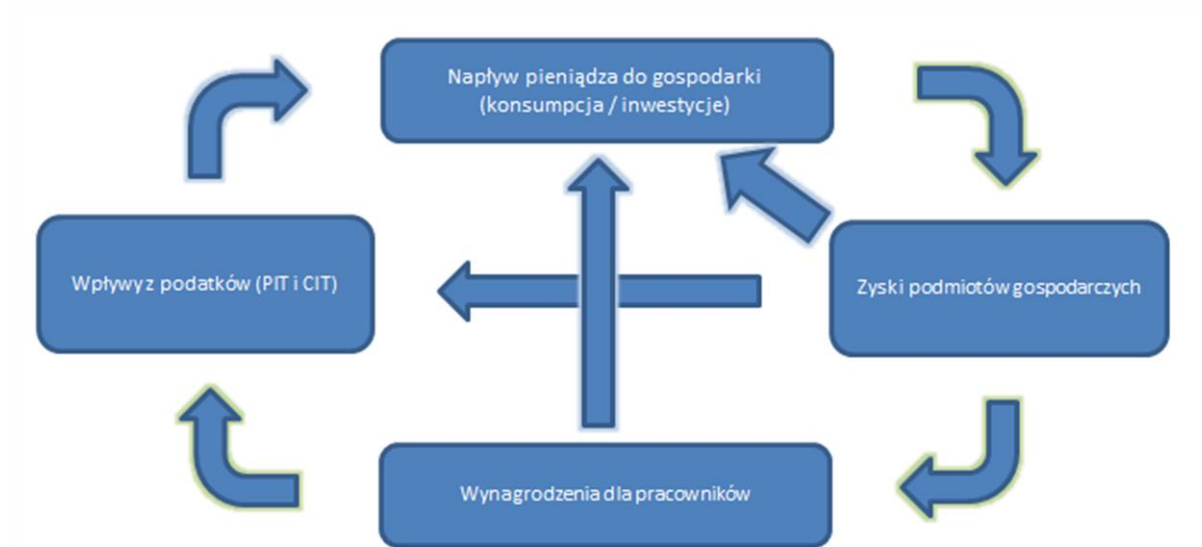 Napływ pieniądza do gospodarki
(konsumpcja / inwestycje)
Wpływy z podatków (PIT i CIT)
Zyski podmiotów gospodarczych
Wynagrodzenia dla pracowników